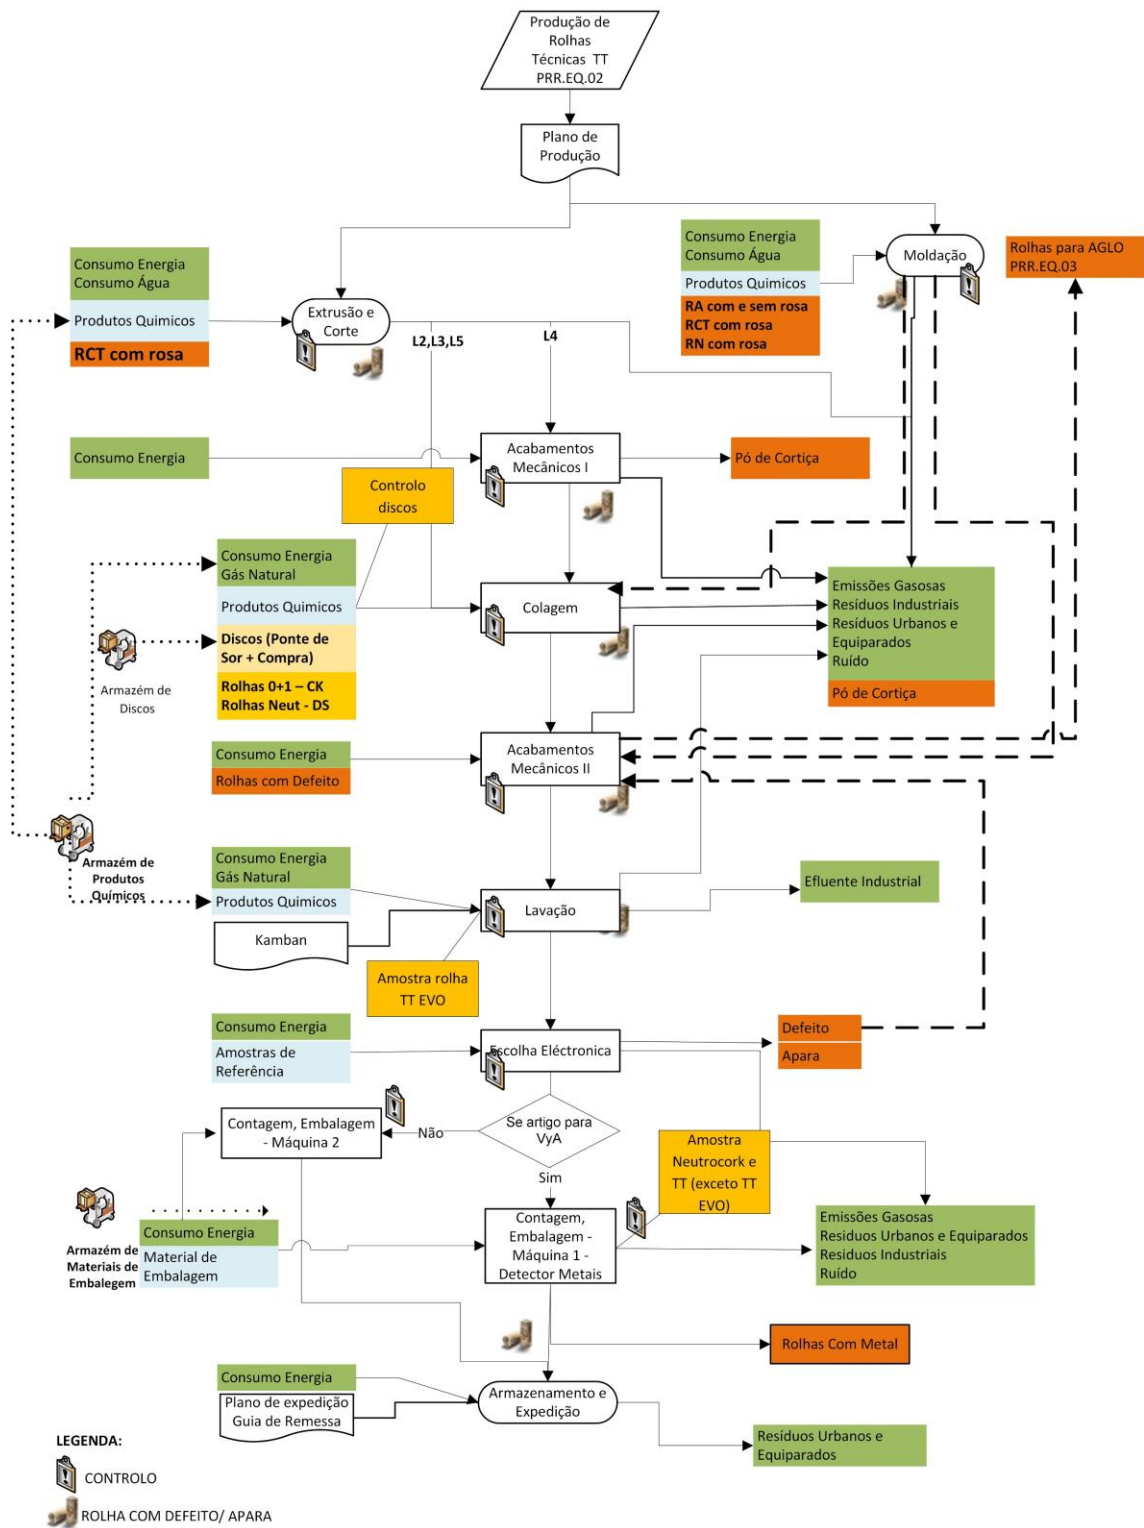 Produção de
Rolhas
Técnicas TT
PRR.EQ.02
Plano de
Produção
Consumo Energia
Consumo Água
Produtos Quimicos
RCT com rosa
Extrusão e
Corte
L2,L3,L5
L4
Consumo Energia
Consumo Água
Produtos Quimicos
RA com e sem rosa
RCT com rosa
RN com rosa
Moldação
Rolhas para AGLO
PRR.EQ.03
Consumo Energia
Acabamentos
Mecânicos I
Pó de Cortiça
Controlo
discos
Consumo Energia
Gás Natural
Produtos Quimicos
Discos (Ponte de
Sor + Compra)
Rolhas 0+1 – CK
Rolhas Neut - DS
Armazém de
Discos
Colagem
Emissões Gasosas
Resíduos Industriais
Resíduos Urbanos e
Equiparados
Ruído
Pó de Cortiça
Consumo Energia
Rolhas com Defeito
Acabamentos
Mecânicos II
Armazém de
Produtos
Químicos
Consumo Energia
Gás Natural
Produtos Quimicos
Kamban
Lavação
Efluente Industrial
Amostra rolha
TT EVO
Consumo Energia
Amostras de
Referência
Escolha Eléctronica
Defeito
Apara
Contagem, Embalagem
- Máquina 2
Não
Se artigo para
VyA
Sim
Amostra
Neutrocork e
TT (exceto TT
EVO)
Armazém de
Materiais de
Embalegem
Consumo Energia
Material de
Embalagem
Contagem,
Embalagem -
Máquina 1 -
Detector Metais
Emissões Gasosas
Residuos Urbanos e Equiparados
Residuos Industriais
Ruído
Rolhas Com Metal
Consumo Energia
Plano de expedição
Guia de Remessa
Armazenamento e
Expedição
Resíduos Urbanos e
Equiparados
LEGENDA:
CONTROLO
ROLHA COM DEFEITO/ APARA